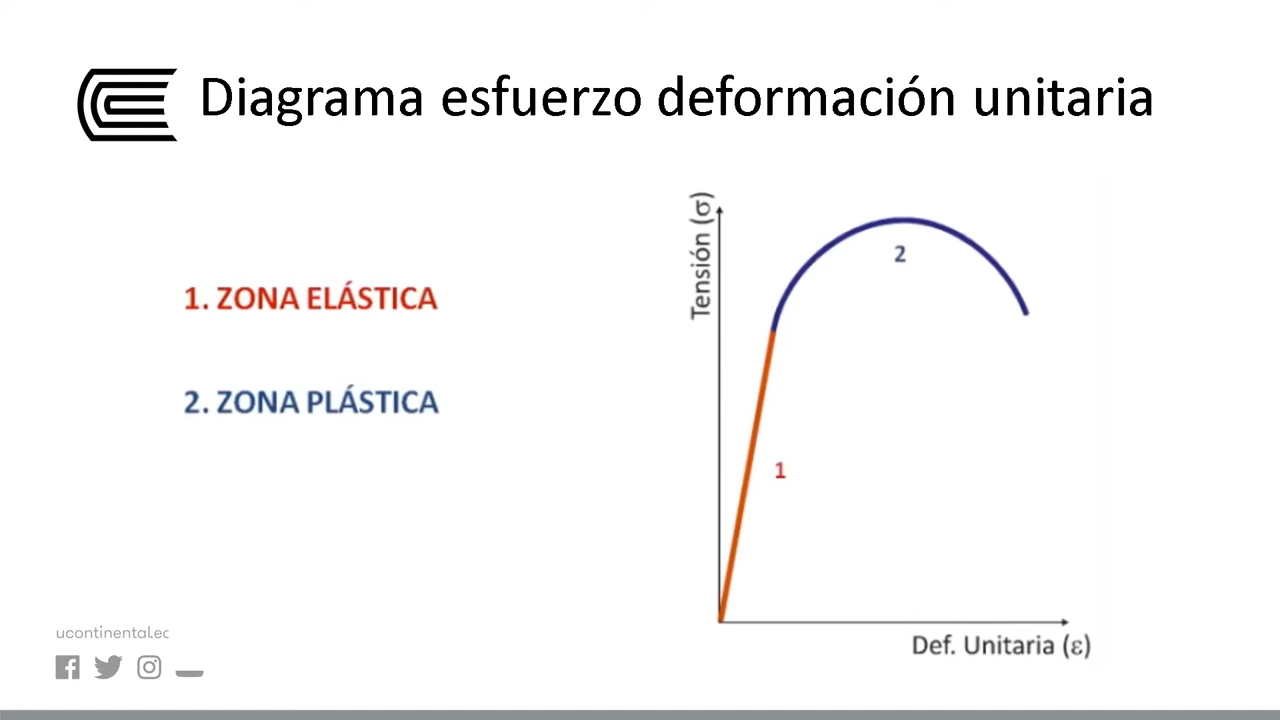 Diagrama esfuerzo deformación unitaria
Tensión (σ)
2
1. ZONA ELÁSTICA
2. ZONA PLÁSTICA
1
Def. Unitaria (ε)
ucontinental.ec